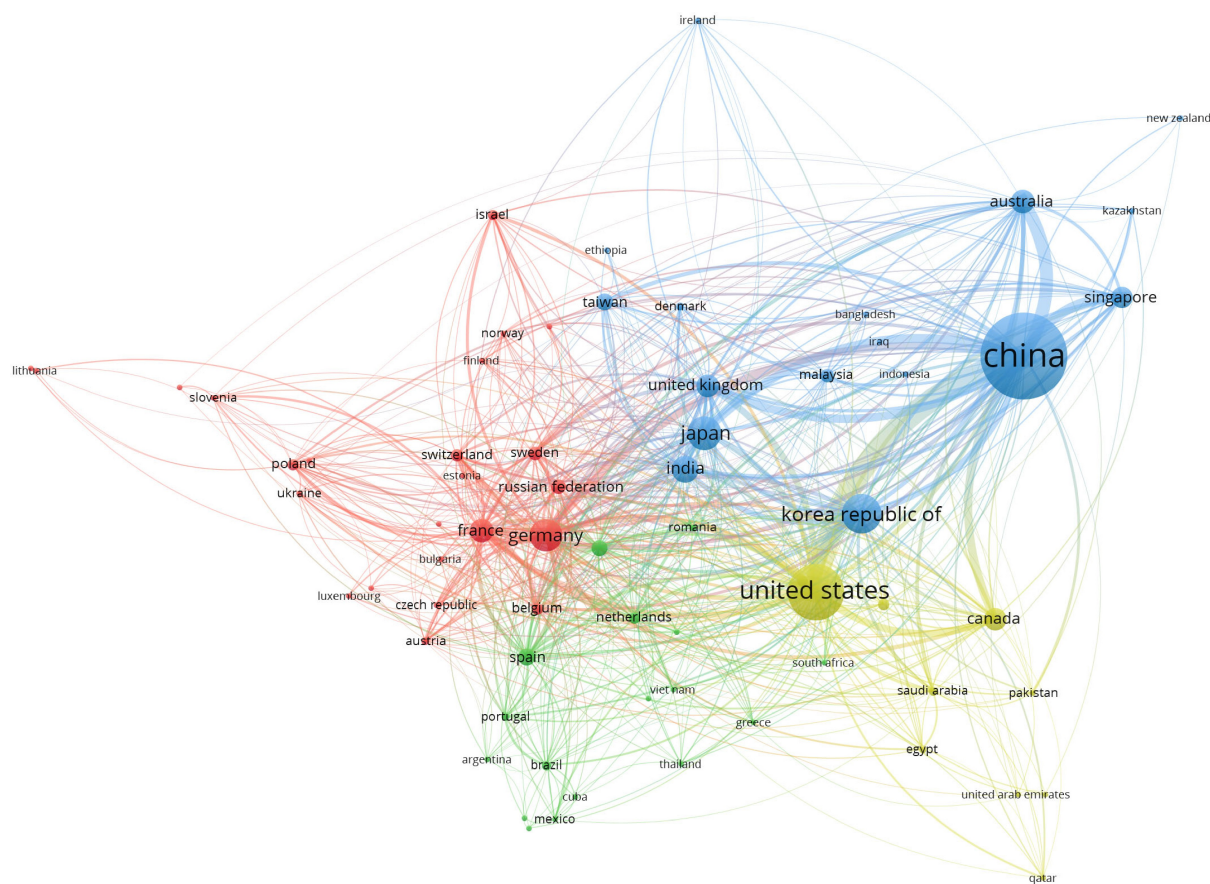 ireland
new zealand
australia
kazakhstan
israel
ethiopia
taiwan
denmark
singapore
bangladesh
norway
iraq
china
finland
lithuania
malaysia
indonesia
united kingdom
slovenia
japan
switzerland
sweden
poland
estonia
india
russian federation
ukraine
korea republic of
romania
france
germany
bulgaria
united states
luxembourg
czech republic
belgium
netherlands
canada
austria
spain
south africa
viet nam
saudi arabia
pakistan
portugal
greece
egypt
argentina
brazil
thailand
cuba
united arab emirates
mexico
qatar